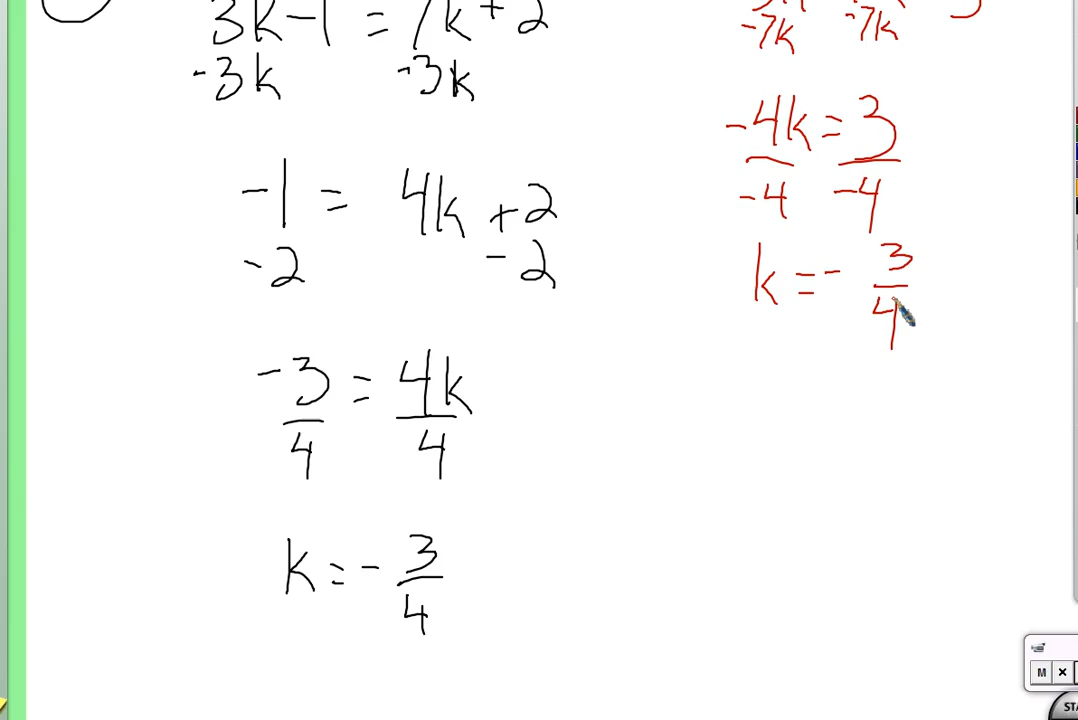 3k - 1 = 7k + 2
-3k -3k
-1 = 4k + 2
-2 - 2
-3 = 4k
4 4
k = - 3/4
-7k -7k
-4k = 3
-4 -4
k = - 3/4
M ×
STA